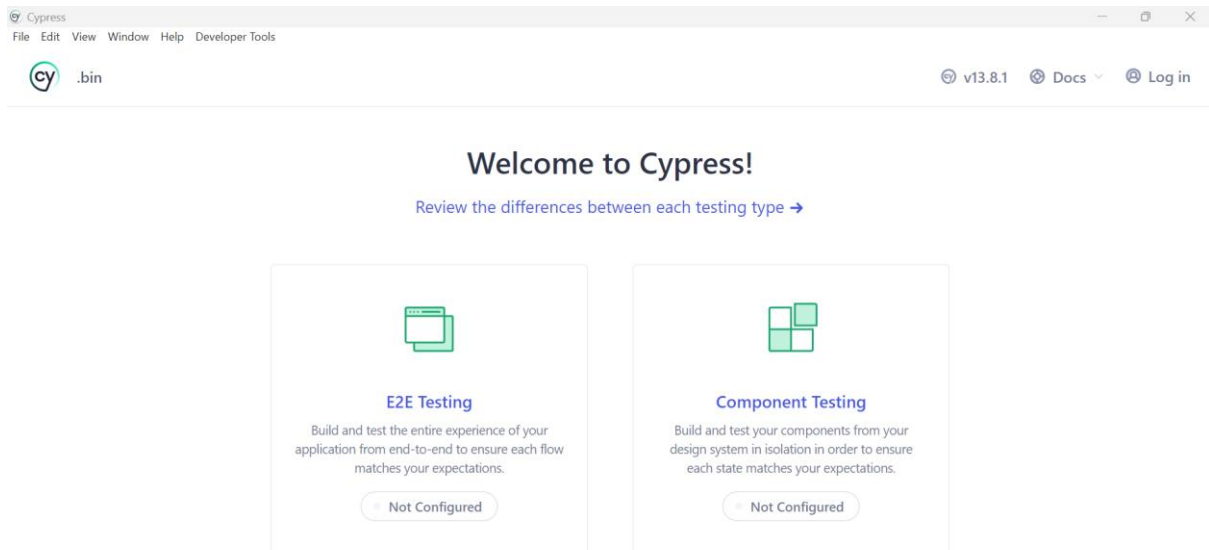 Cypress
File Edit View Window Help Developer Tools
cy .bin v13.8.1 Docs Log in
Welcome to Cypress!
Review the differences between each testing type →
E2E Testing
Build and test the entire experience of your
application from end-to-end to ensure each flow
matches your expectations.
Not Configured
Component Testing
Build and test your components from your
design system in isolation in order to ensure
each state matches your expectations.
Not Configured